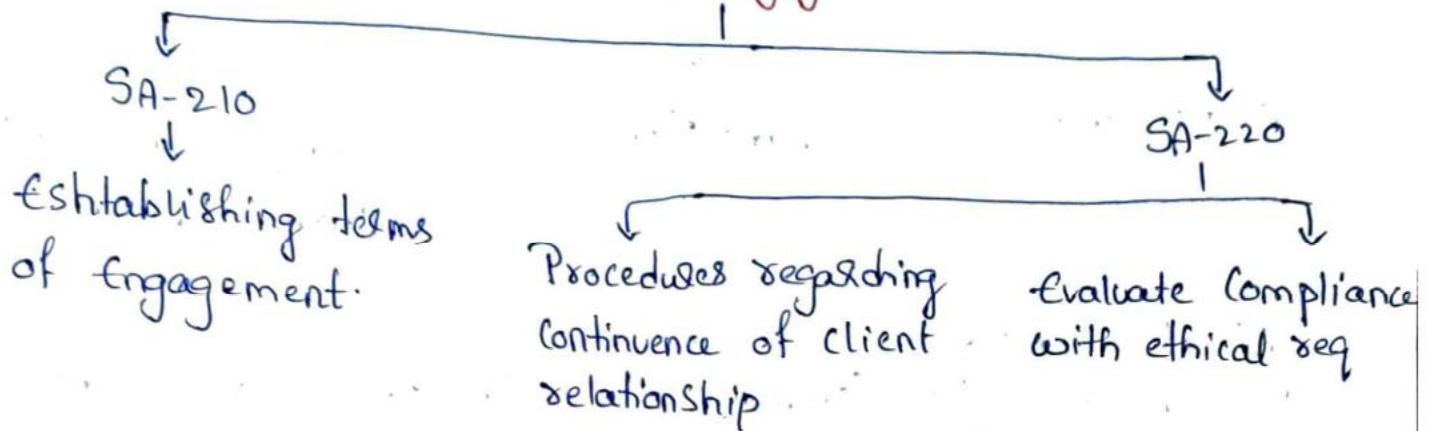 SA-210
SA-220
Eshtablishing terms
of Engagement.
Procedures regarding
Continuence of client
relationship
Evaluate Compliance
with ethical req